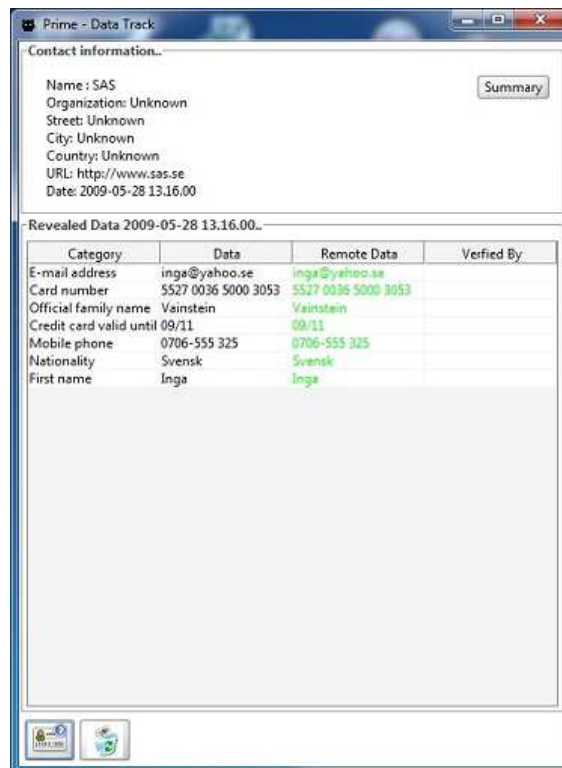 Prime - Data Track
Contact information..
Name : SAS
Summary
Organization: Unknown
Street: Unknown
City: Unknown
Country: Unknown
URL: http://www.sas.se
Date: 2009-05-28 13.16.00
Revealed Data 2009-05-28 13.16.00..
Category Data Remote Data Verfied By
E-mail address inga@yahoo.se inga@yahoo.se
Card number 5527 0036 5000 3053 5527 0036 5000 3053
Official family name Vainstein Vainstein
Credit card valid until 09/11 09/11
Mobile phone 0706-555 325 0706-555 325
Nationality Svensk Svensk
First name Inga Inga